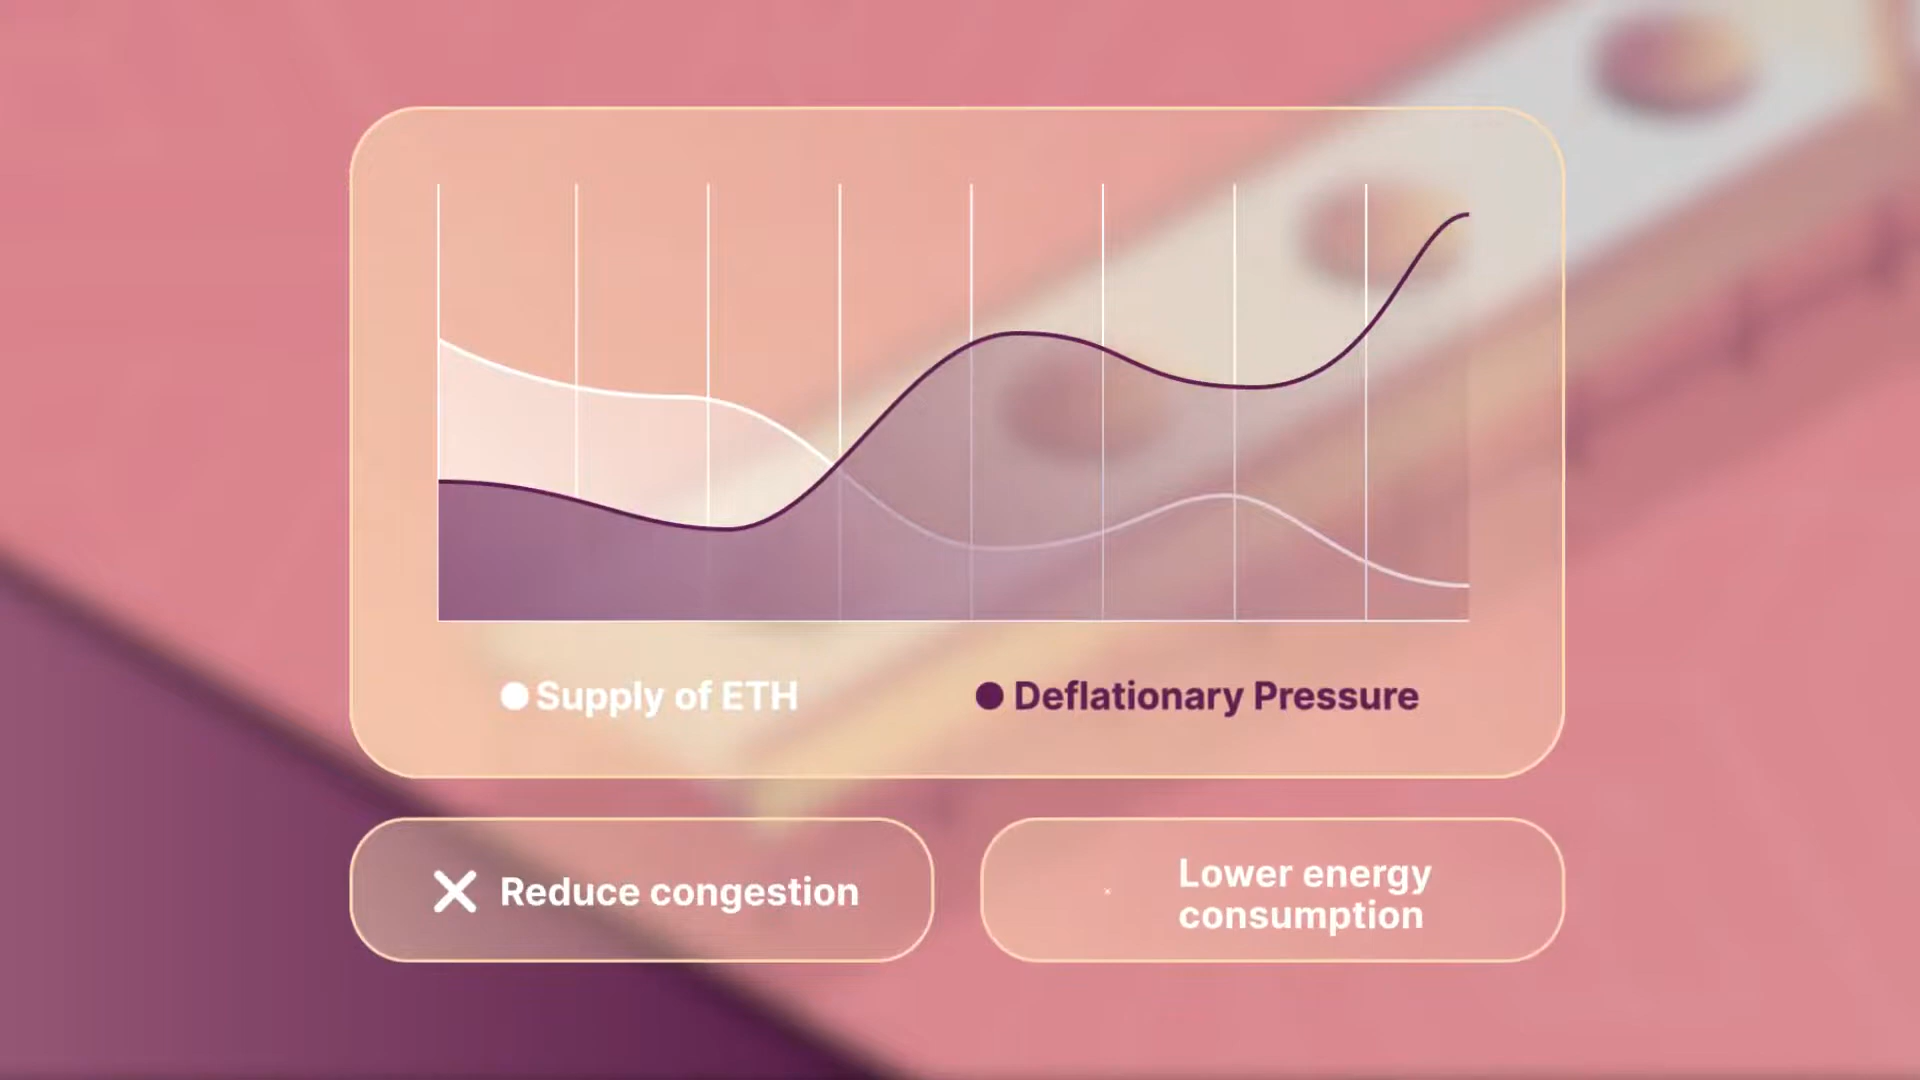 Supply of ETH
Deflationary Pressure
Reduce congestion
Lower energy
consumption